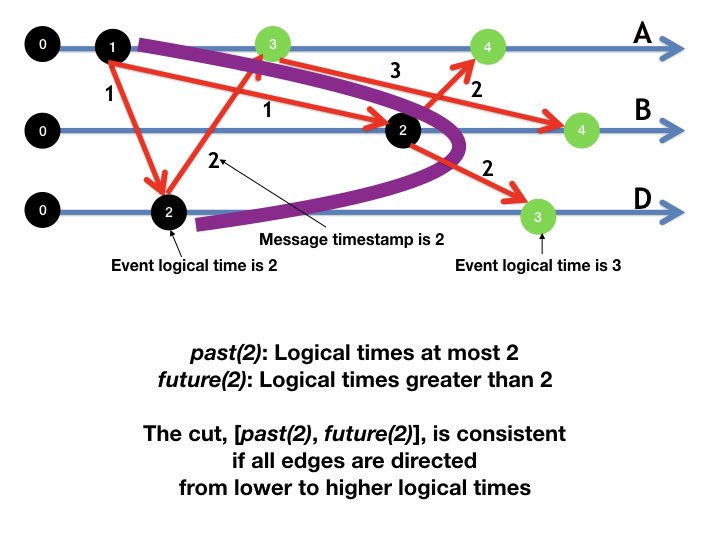 A
0
1
3
4
3
1
2
B
1
0
2
4
2
2
D
0
2
3
Message timestamp is 2
Event logical time is 2
Event logical time is 3
past(2): Logical times at most 2
future(2): Logical times greater than 2
The cut, [past(2), future(2)], is consistent
if all edges are directed
from lower to higher logical times